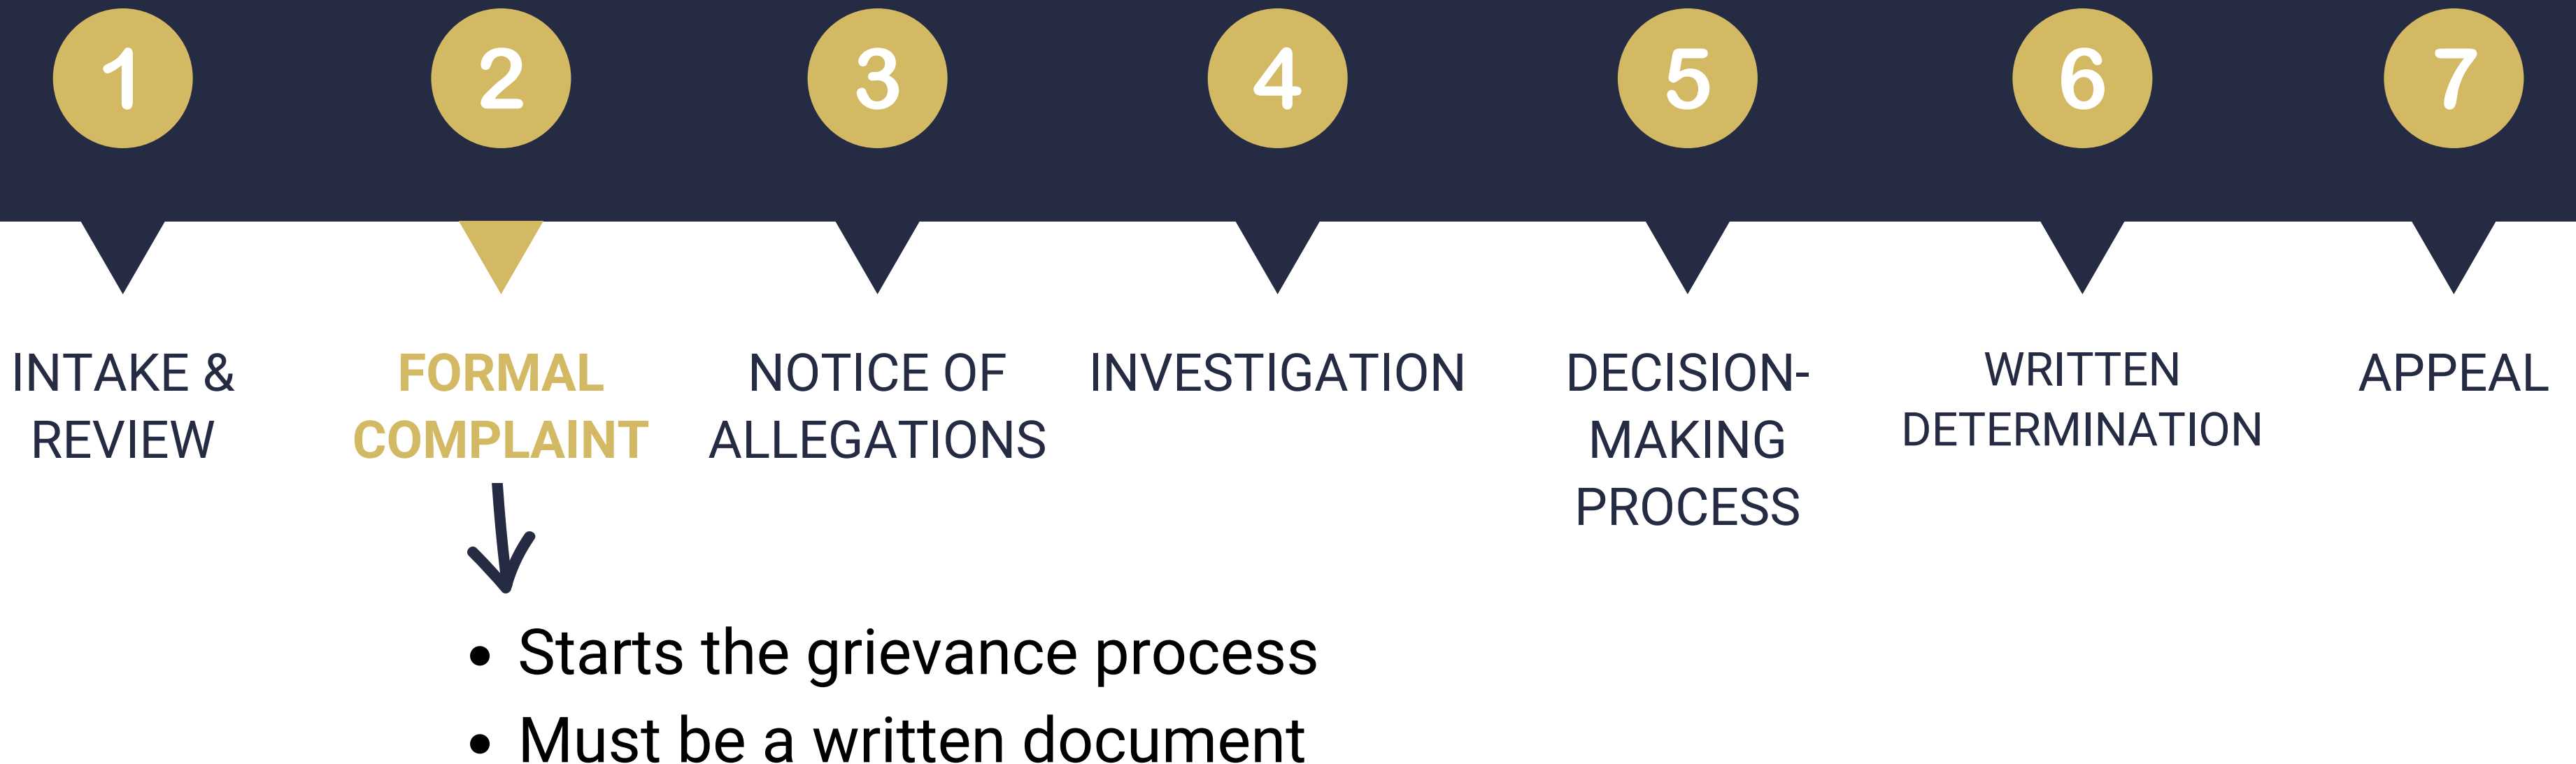 1
2
3
4
5
6
7
INTAKE &
REVIEW
FORMAL
COMPLAINT
NOTICE OF
ALLEGATIONS
INVESTIGATION
DECISION-
MAKING
PROCESS
WRITTEN
DETERMINATION
APPEAL
• Starts the grievance process
• Must be a written document